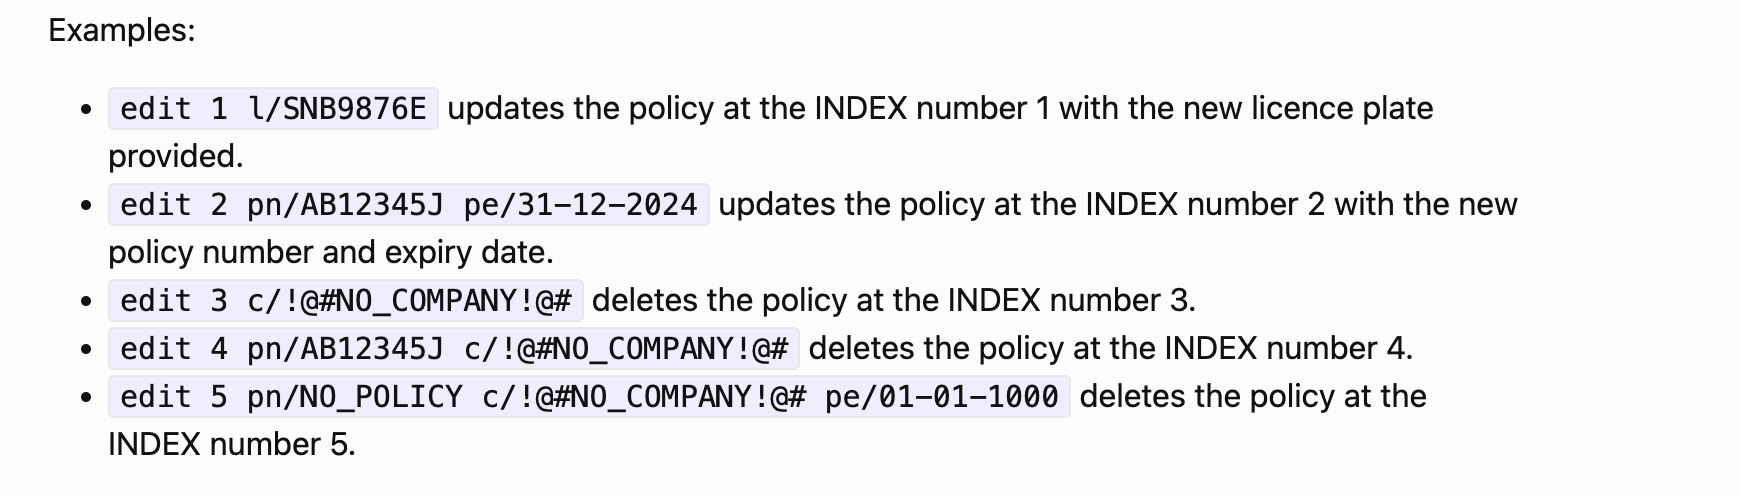 Examples:
• edit 1 l/SNB9876E updates the policy at the INDEX number 1 with the new licence plate
provided.
• edit 2 pn/AB12345J pe/31-12-2024 updates the policy at the INDEX number 2 with the new
policy number and expiry date.
• edit 3 c/!@#NO_COMPANY!@# deletes the policy at the INDEX number 3.
• edit 4 pn/AB12345J c/!@#NO_COMPANY!@# deletes the policy at the INDEX number 4.
• edit 5 pn/NO_POLICY c/!@#NO_COMPANY!@# pe/01-01-1000 deletes the policy at the
INDEX number 5.